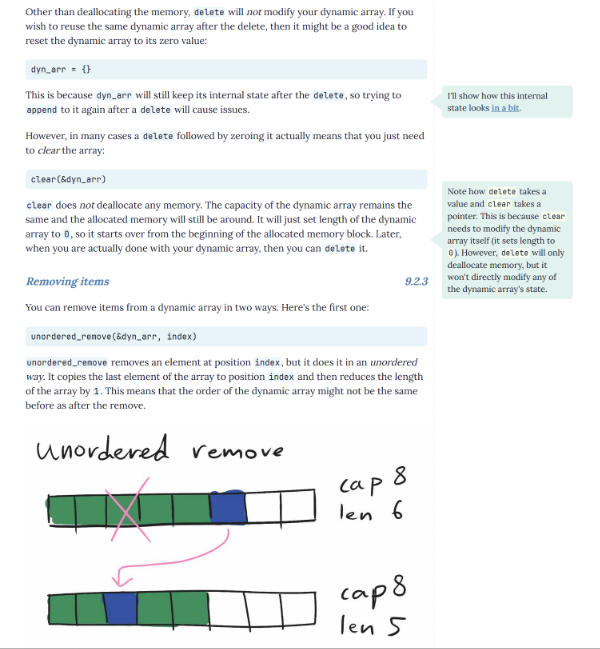 Other than deallocating the memory, delete will not modify your dynamic array. If you
wish to reuse the same dynamic array after the delete, then it might be a good idea to
reset the dynamic array to its zero value:
dyn_arr = {}
This is because dyn_arr will still keep its internal state after the delete, so trying to
append to it again after a delete will cause issues.
I'll show how this internal
state looks in a bit.
However, in many cases a delete followed by zeroing it actually means that you just need
to clear the array:
clear(&dyn_arr)
clear does not deallocate any memory. The capacity of the dynamic array remains the
same and the allocated memory will still be around. It will just set length of the dynamic
array to 0, so it starts over from the beginning of the allocated memory block. Later,
when you are actually done with your dynamic array, then you can delete it.
Note how delete takes a
value and clear takes a
pointer. This is because clear
needs to modify the dynamic
array itself (it sets length to
0). However, delete will only
deallocate memory, but it
won't directly modify any of
the dynamic array's state.
Removing items 9.2.3
You can remove items from a dynamic array in two ways. Here's the first one:
unordered_remove(&dyn_arr, index)
unordered_remove removes an element at position index, but it does it in an unordered
way. It copies the last element of the array to position index and then reduces the length
of the array by 1. This means that the order of the dynamic array might not be the same
before as after the remove.
unordered remove
cap 8
len 6
cap 8
len 5